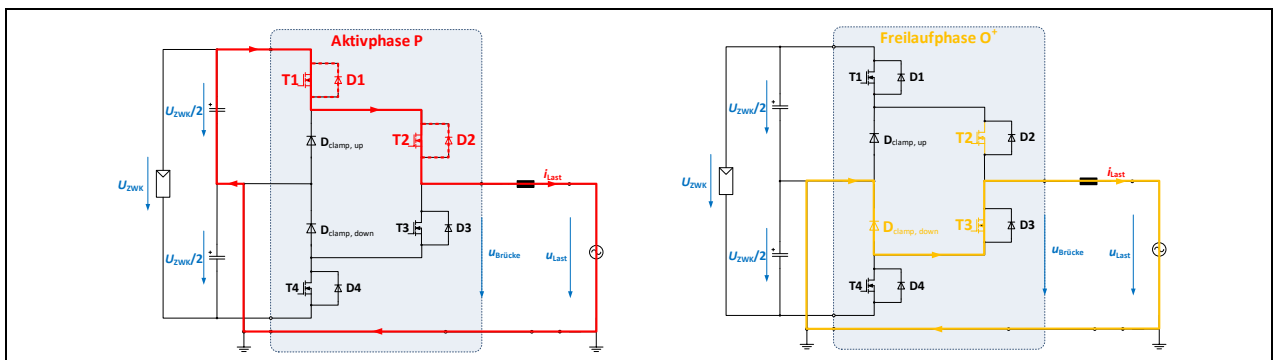 Aktivphase P
T1
D1
U_ZWK/2
T2
D2
D_clamp, up
i_Last
U_ZWK
D_clamp, down
T3
D3
U_ZWK/2
u_Brücke
u_Last
T4
D4
Freilaufphase O⁺
T1
D1
U_ZWK/2
T2
D2
D_clamp, up
i_Last
U_ZWK
D_clamp, down
T3
D3
U_ZWK/2
u_Brücke
u_Last
T4
D4